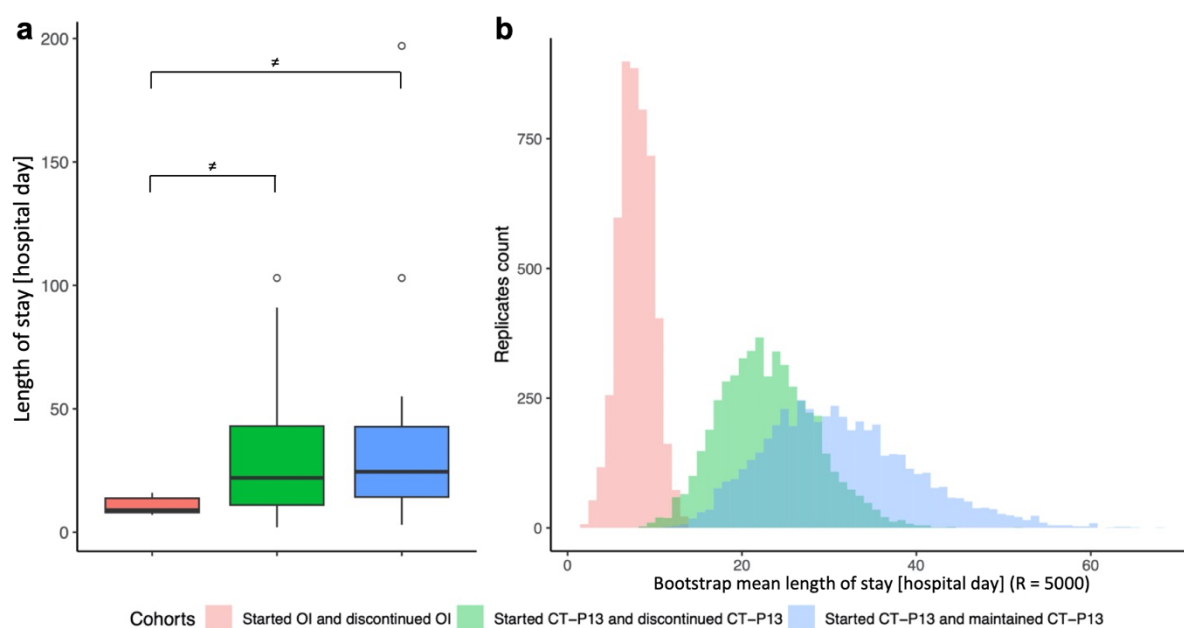 a
Length of stay [hospital day]
200
150
100
50
0
≠
≠
b
Replicates count
750
500
250
0
0 20 40 60
Bootstrap mean length of stay [hospital day] (R = 5000)
Cohorts Started OI and discontinued OI Started CT−P13 and discontinued CT−P13 Started CT−P13 and maintained CT−P13